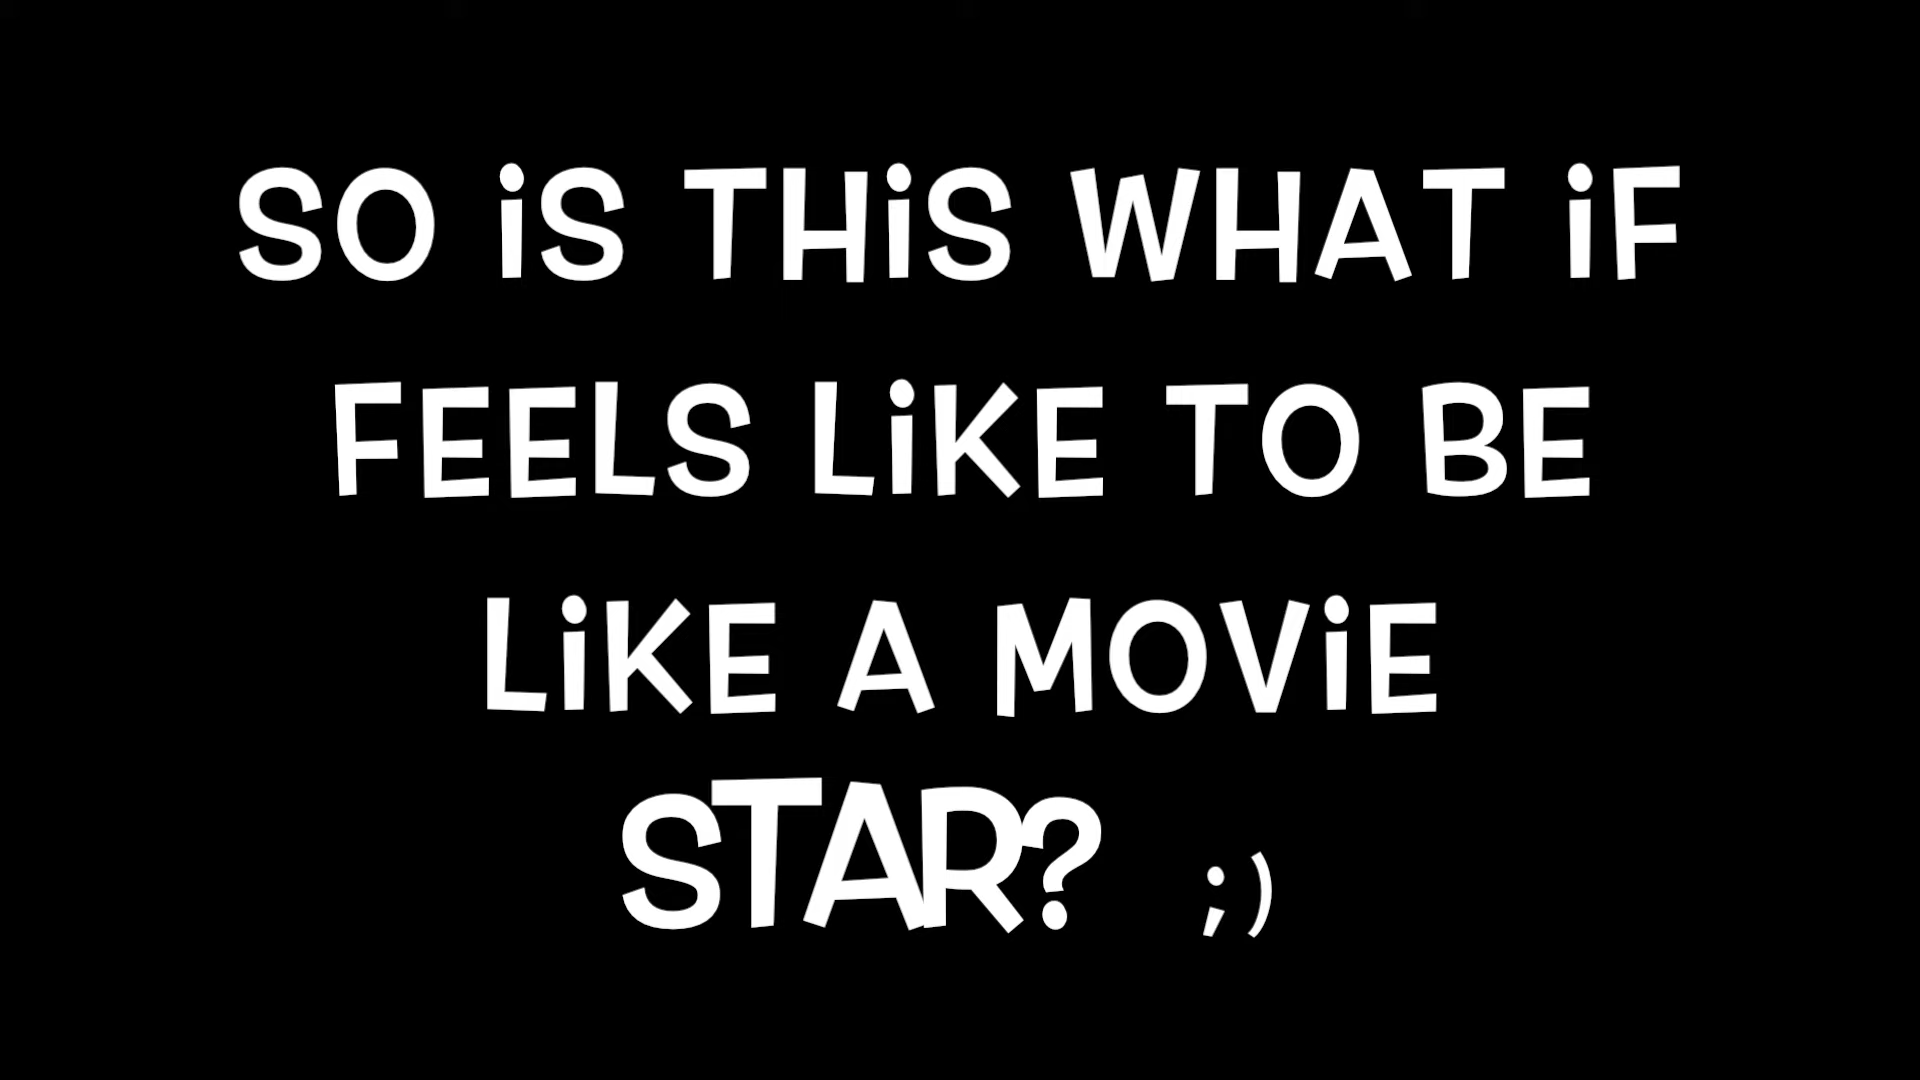 SO iS THiS WHAT iF
FEELS LiKE TO BE
LiKE A MOViE
STAR? ;)